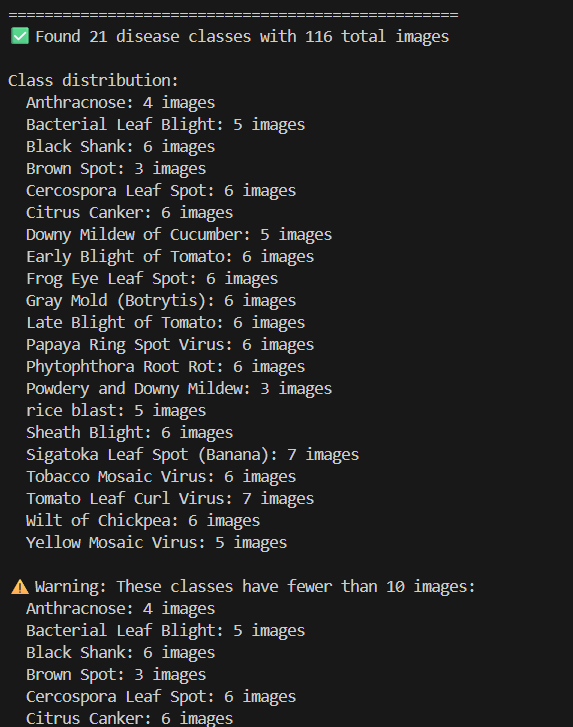 ==================================================
✅ Found 21 disease classes with 116 total images
Class distribution:
Anthracnose: 4 images
Bacterial Leaf Blight: 5 images
Black Shank: 6 images
Brown Spot: 3 images
Cercospora Leaf Spot: 6 images
Citrus Canker: 6 images
Downy Mildew of Cucumber: 5 images
Early Blight of Tomato: 6 images
Frog Eye Leaf Spot: 6 images
Gray Mold (Botrytis): 6 images
Late Blight of Tomato: 6 images
Papaya Ring Spot Virus: 6 images
Phytophthora Root Rot: 6 images
Powdery and Downy Mildew: 3 images
rice blast: 5 images
Sheath Blight: 6 images
Sigatoka Leaf Spot (Banana): 7 images
Tobacco Mosaic Virus: 6 images
Tomato Leaf Curl Virus: 7 images
Wilt of Chickpea: 6 images
Yellow Mosaic Virus: 5 images
⚠️ Warning: These classes have fewer than 10 images:
Anthracnose: 4 images
Bacterial Leaf Blight: 5 images
Black Shank: 6 images
Brown Spot: 3 images
Cercospora Leaf Spot: 6 images
Citrus Canker: 6 images